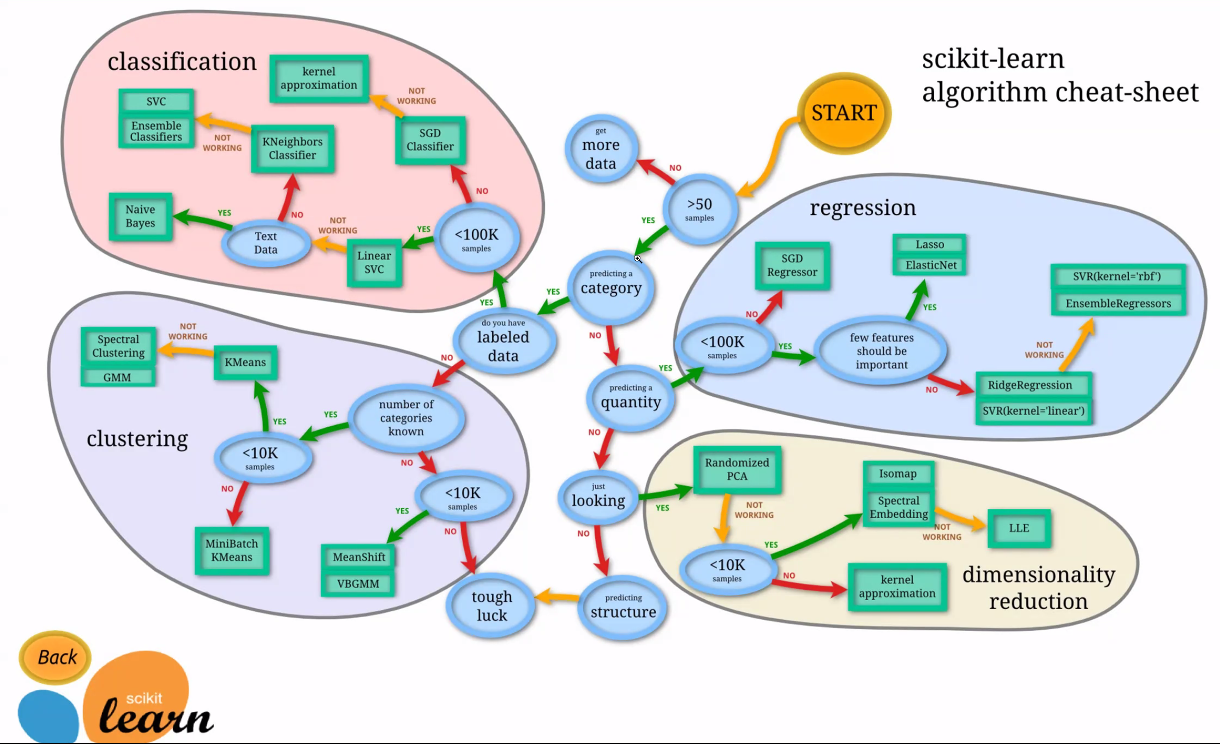 scikit-learn
algorithm cheat-sheet
START
get
more
data
NO
>50
samples
YES
predicting a
category
YES
NO
do you have
labeled
data
YES
NO
predicting a
quantity
YES
NO
just
looking
YES
NO
predicting
structure
tough
luck
classification
kernel
approximation
NOT
WORKING
SVC
Ensemble
Classifiers
NOT
WORKING
KNeighbors
Classifier
SGD
Classifier
NO
Naive
Bayes
YES
NO
Text
Data
NOT
WORKING
Linear
SVC
YES
<100K
samples
regression
SGD
Regressor
NO
<100K
samples
YES
Lasso
ElasticNet
YES
few features
should be
important
NO
SVR(kernel='rbf')
EnsembleRegressors
NOT
WORKING
RidgeRegression
SVR(kernel='linear')
clustering
Spectral
Clustering
GMM
NOT
WORKING
KMeans
YES
number of
categories
known
YES
NO
<10K
samples
NO
MiniBatch
KMeans
<10K
samples
YES
NO
MeanShift
VBGMM
dimensionality
reduction
Randomized
PCA
NOT
WORKING
<10K
samples
YES
NO
Isomap
Spectral
Embedding
NOT
WORKING
LLE
kernel
approximation
Back
scikit
learn